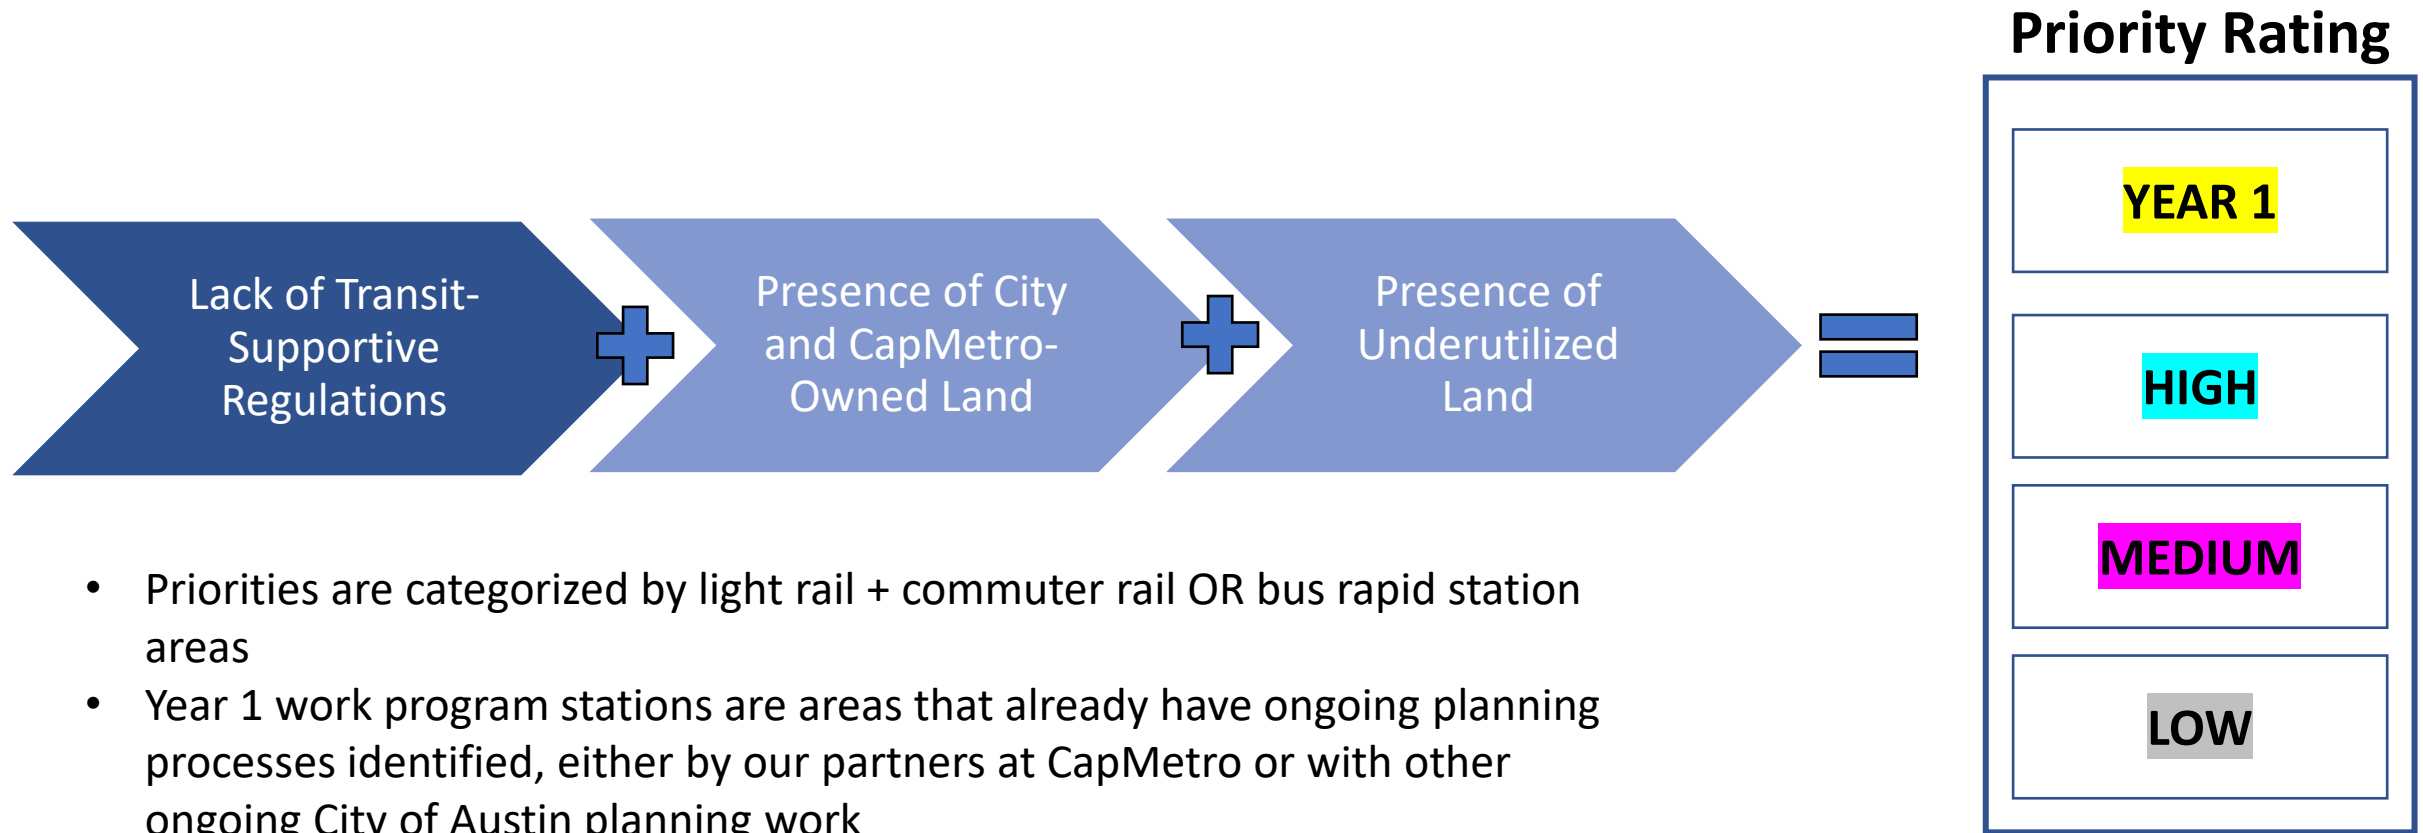 Priority Rating
Lack of Transit-
Supportive
Regulations
Presence of City
and CapMetro-
Owned Land
Presence of
Underutilized
Land
YEAR 1
HIGH
MEDIUM
LOW
• Priorities are categorized by light rail + commuter rail OR bus rapid station
areas
• Year 1 work program stations are areas that already have ongoing planning
processes identified, either by our partners at CapMetro or with other
ongoing City of Austin planning work